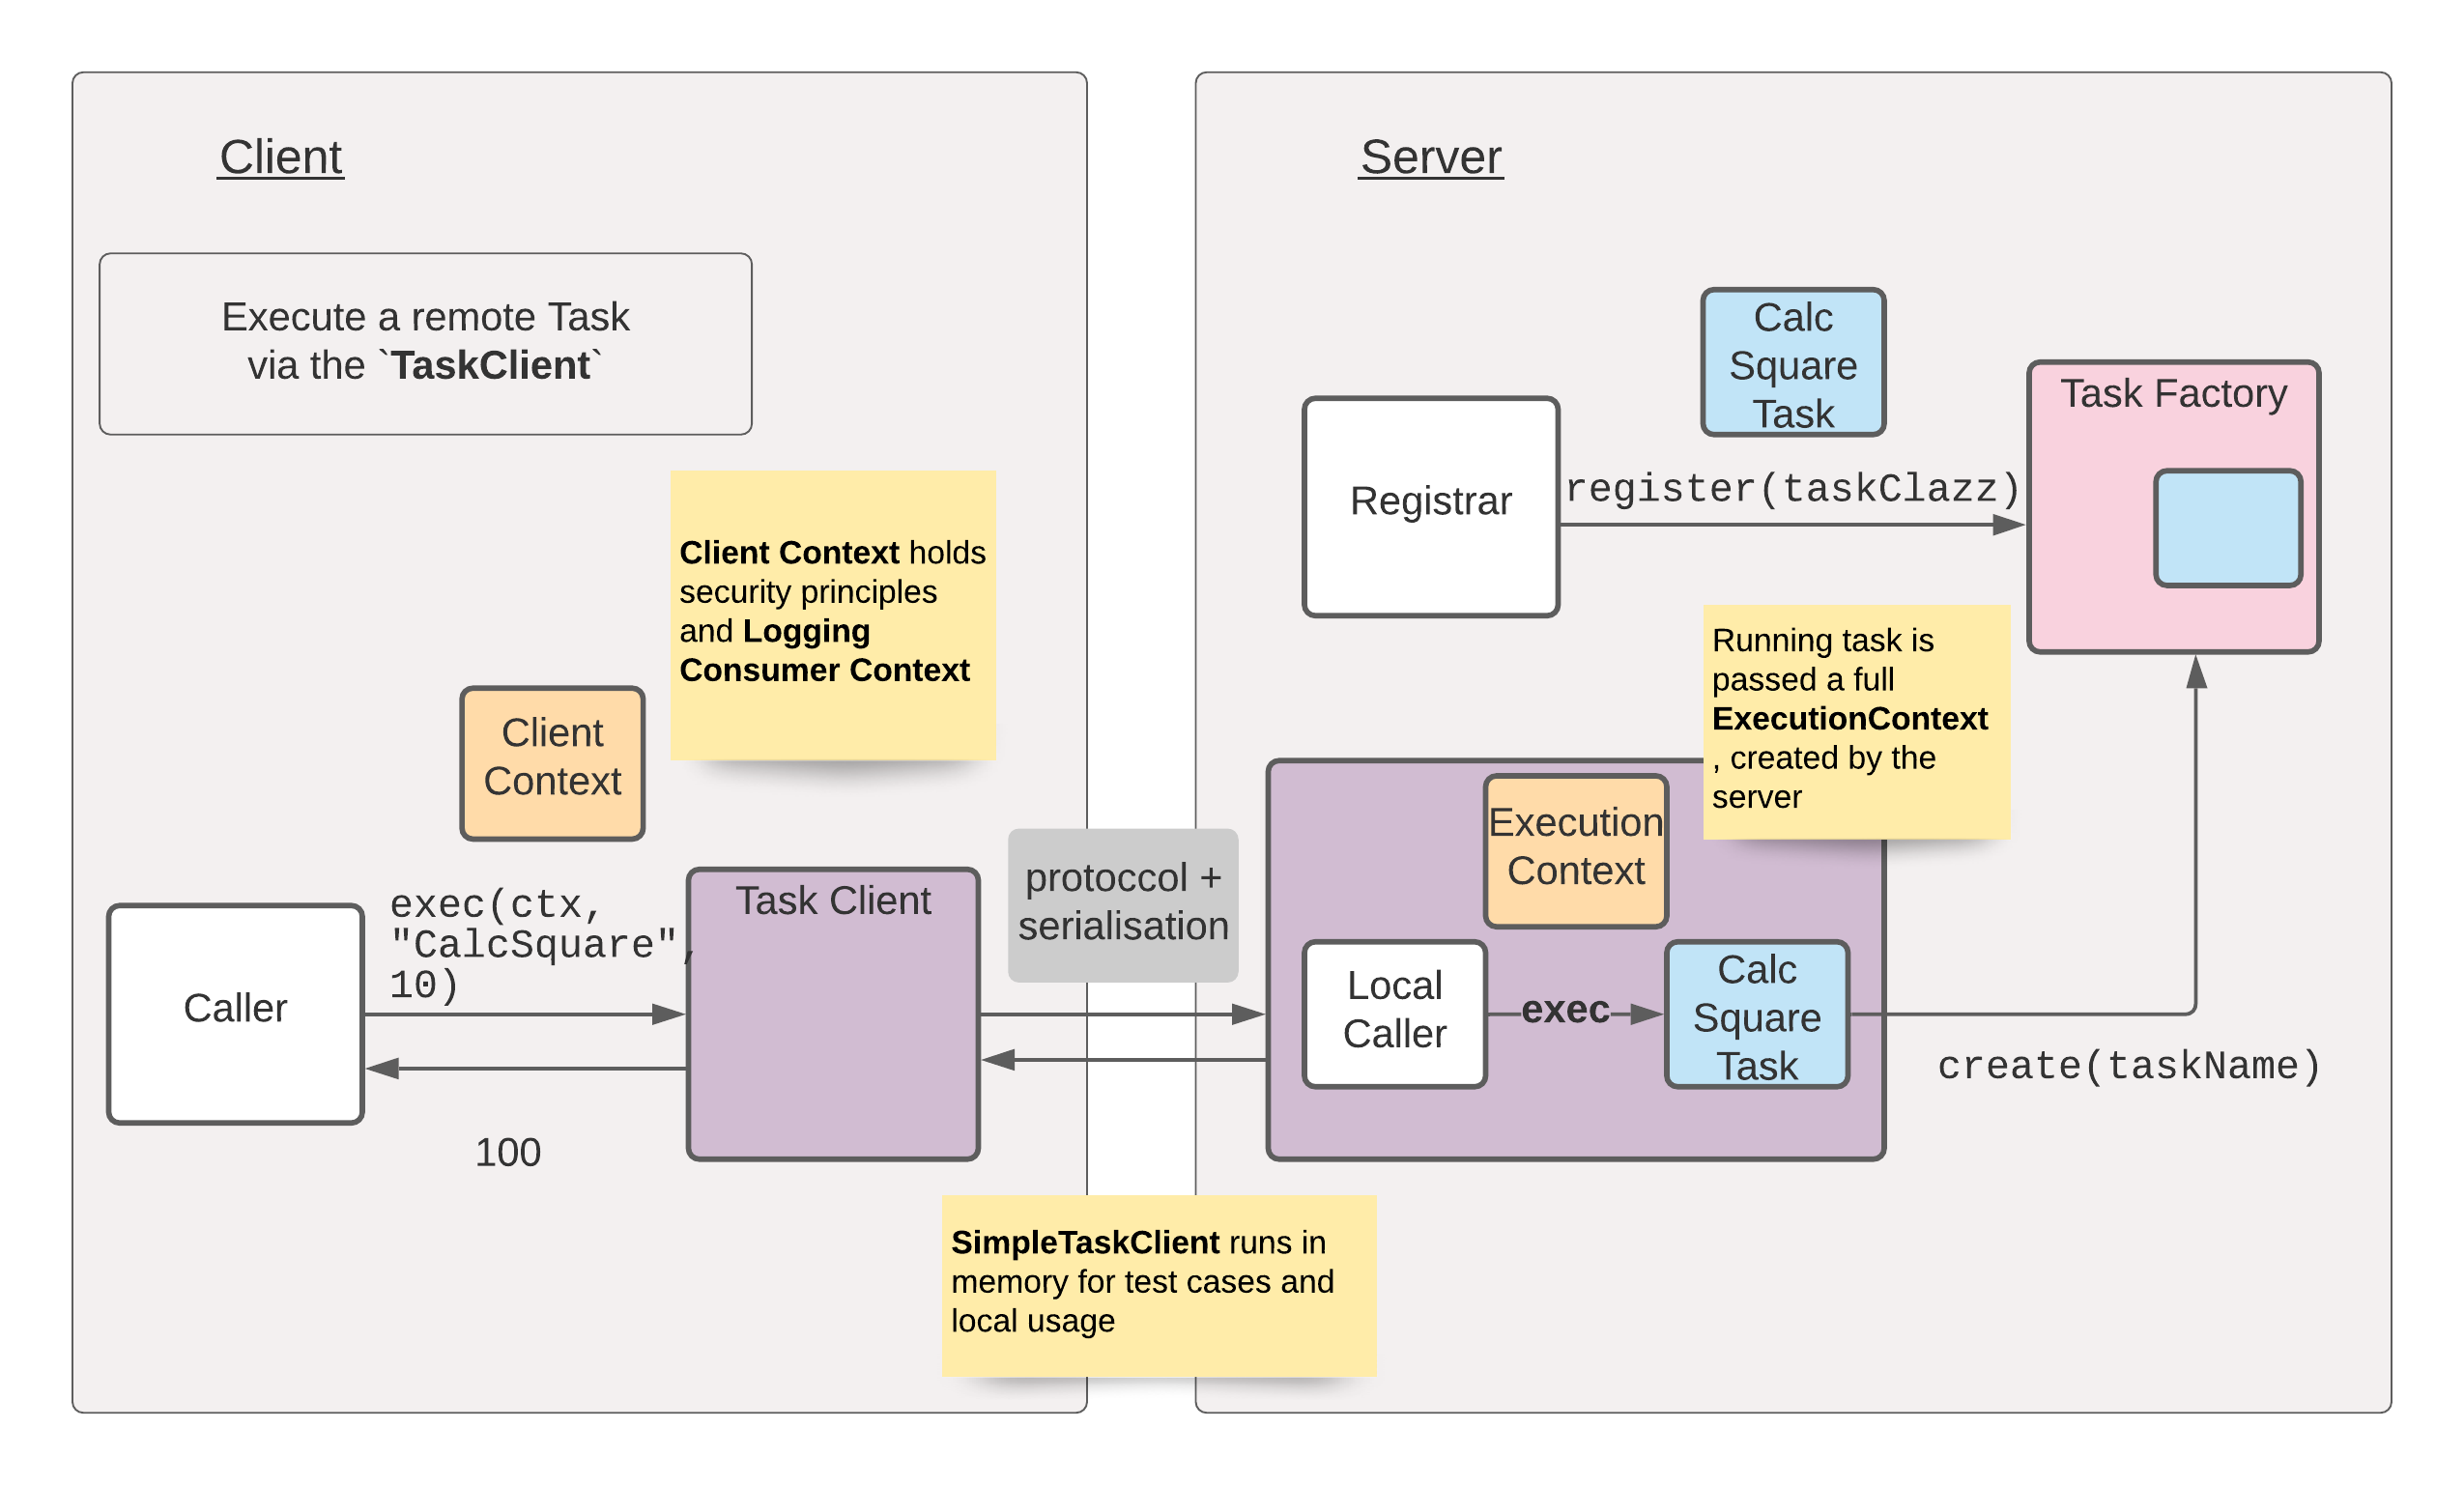 Client
Execute a remote Task
via the `TaskClient`
Client Context holds
security principles
and Logging
Consumer Context
Client
Context
Caller
exec(ctx,
"CalcSquare",
10)
100
Task Client
protoccol +
serialisation
SimpleTaskClient runs in
memory for test cases and
local usage
Server
Registrar
Calc
Square
Task
register(taskClazz)
Task Factory
Running task is
passed a full
ExecutionContext
, created by the
server
Execution
Context
Local
Caller
exec
Calc
Square
Task
create(taskName)